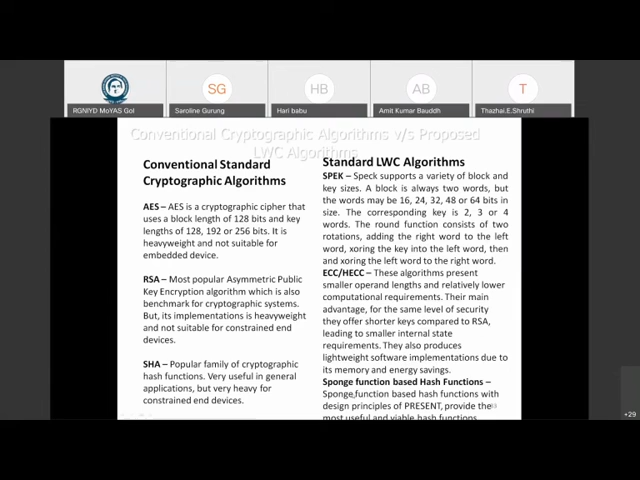 SG
HB
AB
T
RGNIYD MoYAS GoI
Saroline Gurung
Hari babu
Amit Kumar Bauddh
Thazhai.E.Shruthi
Conventional Cryptographic Algorithms v/s Proposed
LWC Algorithms
Conventional Standard
Cryptographic Algorithms
AES – AES is a cryptographic cipher that
uses a block length of 128 bits and key
lengths of 128, 192 or 256 bits. It is
heavyweight and not suitable for
embedded device.
RSA – Most popular Asymmetric Public
Key Encryption algorithm which is also
benchmark for cryptographic systems.
But, its implementations is heavyweight
and not suitable for constrained end
devices.
SHA – Popular family of cryptographic
hash functions. Very useful in general
applications, but very heavy for
constrained end devices.
Standard LWC Algorithms
SPEK – Speck supports a variety of block and
key sizes. A block is always two words, but
the words may be 16, 24, 32, 48 or 64 bits in
size. The corresponding key is 2, 3 or 4
words. The round function consists of two
rotations, adding the right word to the left
word, xoring the key into the left word, then
and xoring the left word to the right word.
ECC/HECC – These algorithms present
smaller operand lengths and relatively lower
computational requirements. Their main
advantage, for the same level of security
they offer shorter keys compared to RSA,
leading to smaller internal state
requirements. They also produces
lightweight software implementations due to
its memory and energy savings.
Sponge function based Hash Functions –
Sponge function based hash functions with
design principles of PRESENT, provide the
most useful and viable hash functions
+29